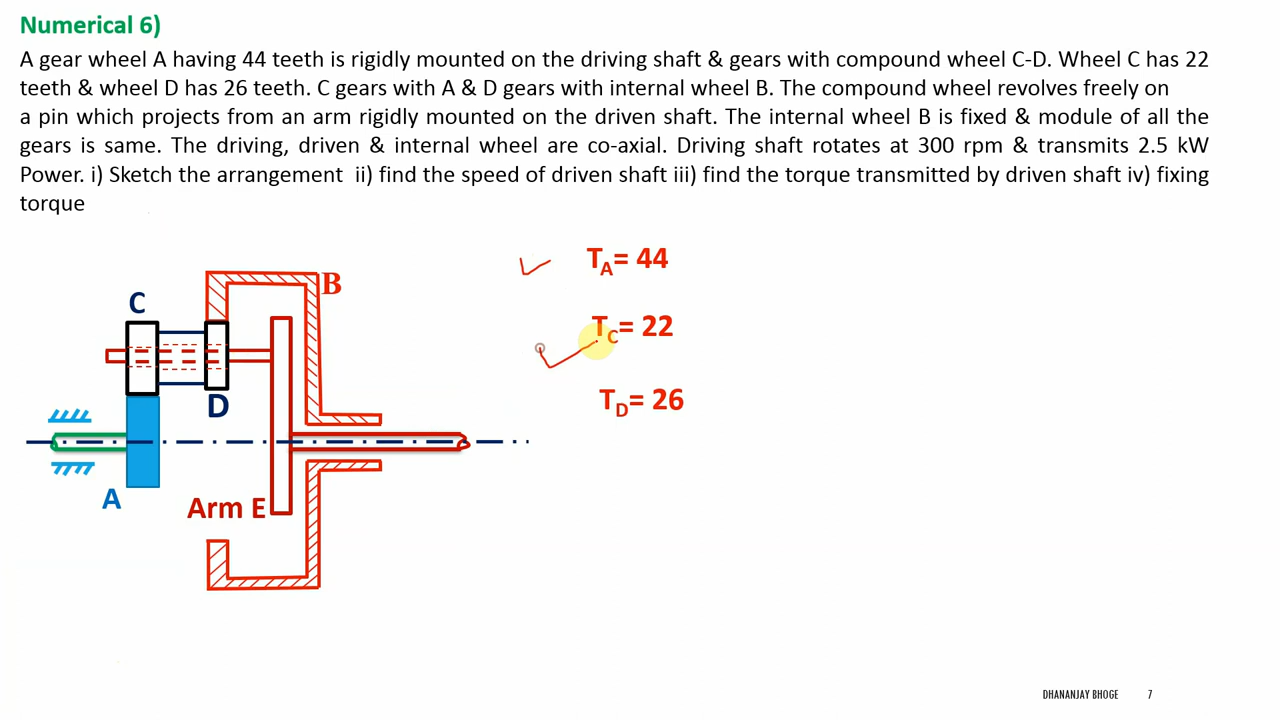 Numerical 6)
A gear wheel A having 44 teeth is rigidly mounted on the driving shaft & gears with compound wheel C-D. Wheel C has 22
teeth & wheel D has 26 teeth. C gears with A & D gears with internal wheel B. The compound wheel revolves freely on
a pin which projects from an arm rigidly mounted on the driven shaft. The internal wheel B is fixed & module of all the
gears is same. The driving, driven & internal wheel are co-axial. Driving shaft rotates at 300 rpm & transmits 2.5 kW
Power. i) Sketch the arrangement ii) find the speed of driven shaft iii) find the torque transmitted by driven shaft iv) fixing
torque
B
C
D
A
Arm E
TA= 44
TC= 22
TD= 26
DHANANJAY BHOGE 7